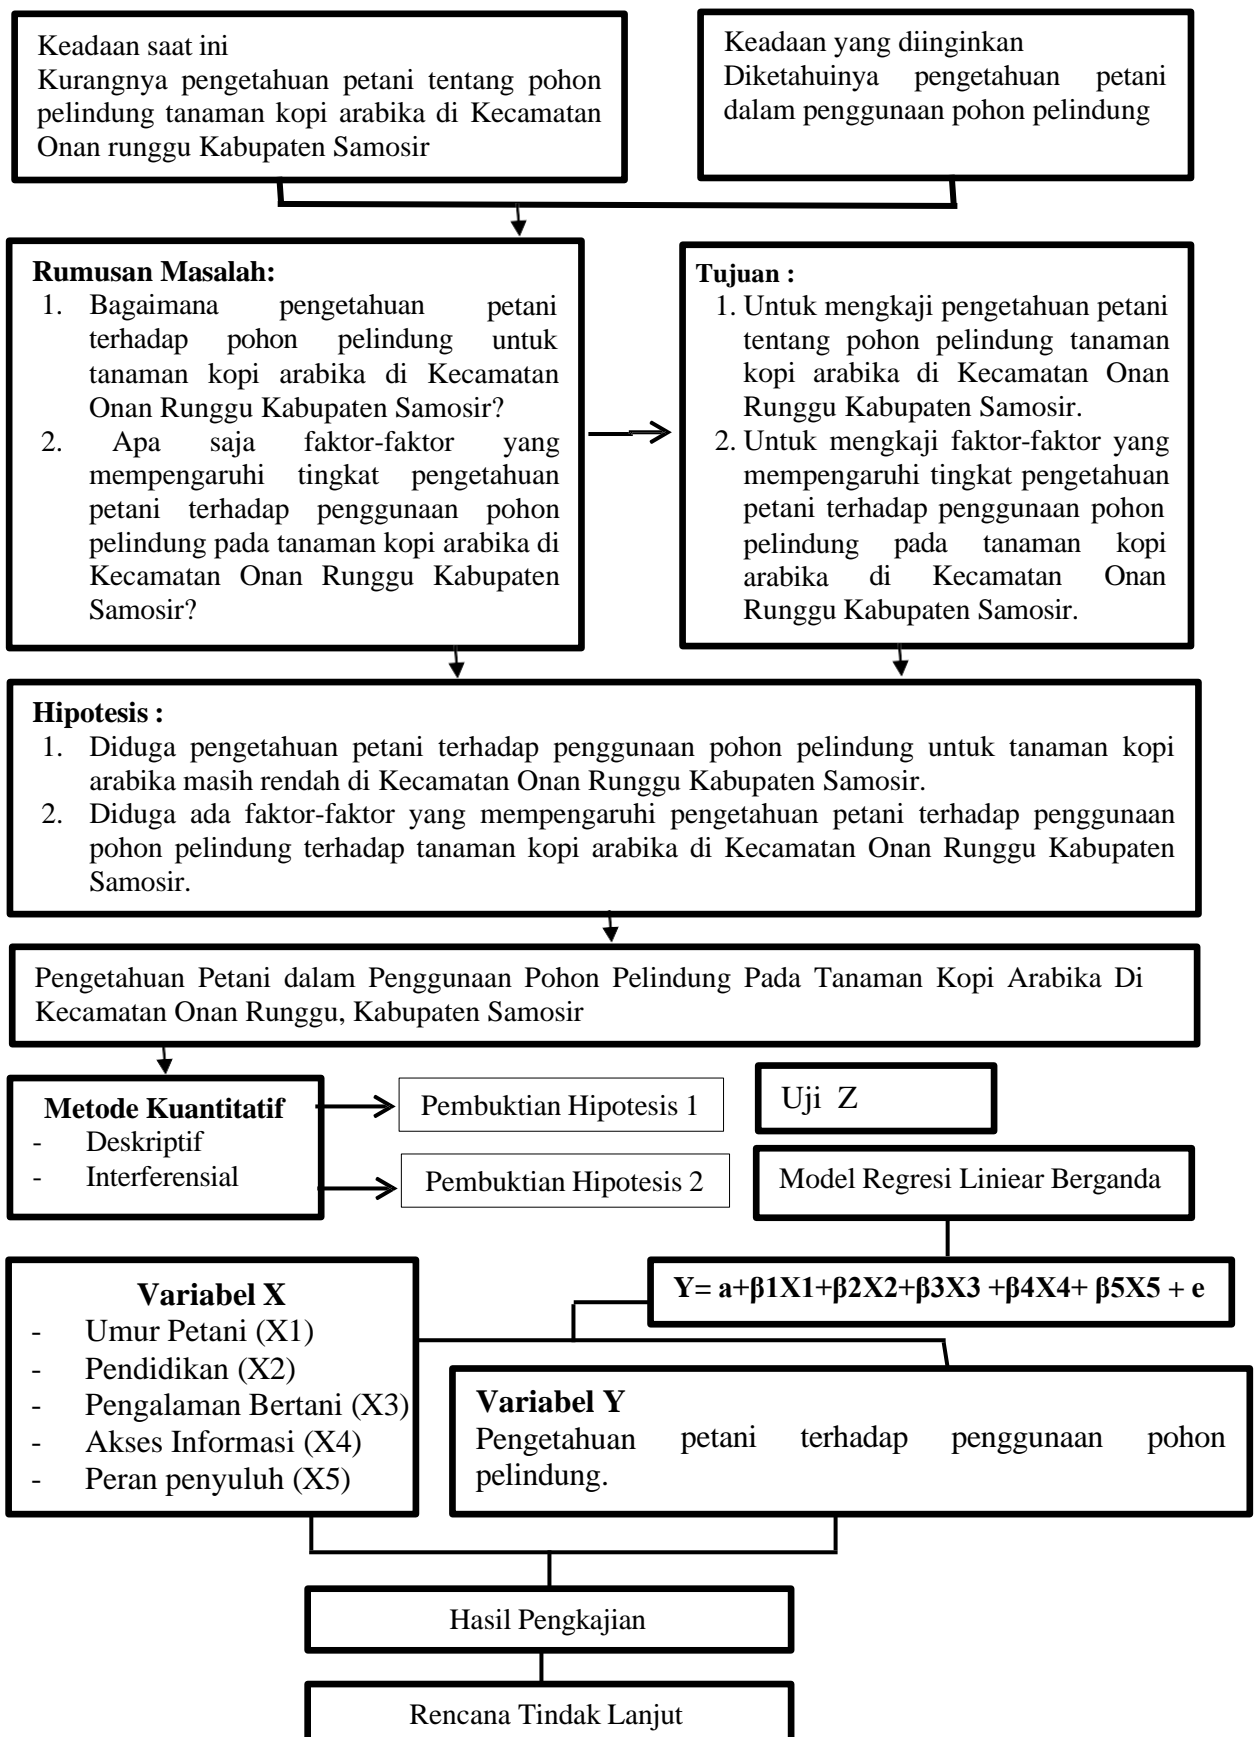 Keadaan saat ini
Kurangnya pengetahuan petani tentang pohon
pelindung tanaman kopi arabika di Kecamatan
Onan runggu Kabupaten Samosir
Keadaan yang diinginkan
Diketahuinya pengetahuan petani
dalam penggunaan pohon pelindung
Rumusan Masalah:
1. Bagaimana pengetahuan petani
terhadap pohon pelindung untuk
tanaman kopi arabika di Kecamatan
Onan Runggu Kabupaten Samosir?
2. Apa saja faktor-faktor yang
mempengaruhi tingkat pengetahuan
petani terhadap penggunaan pohon
pelindung pada tanaman kopi arabika di
Kecamatan Onan Runggu Kabupaten
Samosir?
Tujuan :
1. Untuk mengkaji pengetahuan petani
tentang pohon pelindung tanaman
kopi arabika di Kecamatan Onan
Runggu Kabupaten Samosir.
2. Untuk mengkaji faktor-faktor yang
mempengaruhi tingkat pengetahuan
petani terhadap penggunaan pohon
pelindung pada tanaman kopi
arabika di Kecamatan Onan
Runggu Kabupaten Samosir.
Hipotesis :
1. Diduga pengetahuan petani terhadap penggunaan pohon pelindung untuk tanaman kopi
arabika masih rendah di Kecamatan Onan Runggu Kabupaten Samosir.
2. Diduga ada faktor-faktor yang mempengaruhi pengetahuan petani terhadap penggunaan
pohon pelindung terhadap tanaman kopi arabika di Kecamatan Onan Runggu Kabupaten
Samosir.
Pengetahuan Petani dalam Penggunaan Pohon Pelindung Pada Tanaman Kopi Arabika Di
Kecamatan Onan Runggu, Kabupaten Samosir
Metode Kuantitatif
- Deskriptif
- Interferensial
Pembuktian Hipotesis 1
Uji Z
Pembuktian Hipotesis 2
Model Regresi Liniear Berganda
Y= a+β1X1+β2X2+β3X3 +β4X4+ β5X5 + e
Variabel X
- Umur Petani (X1)
- Pendidikan (X2)
- Pengalaman Bertani (X3)
- Akses Informasi (X4)
- Peran penyuluh (X5)
Variabel Y
Pengetahuan petani terhadap penggunaan pohon
pelindung.
Hasil Pengkajian
Rencana Tindak Lanjut